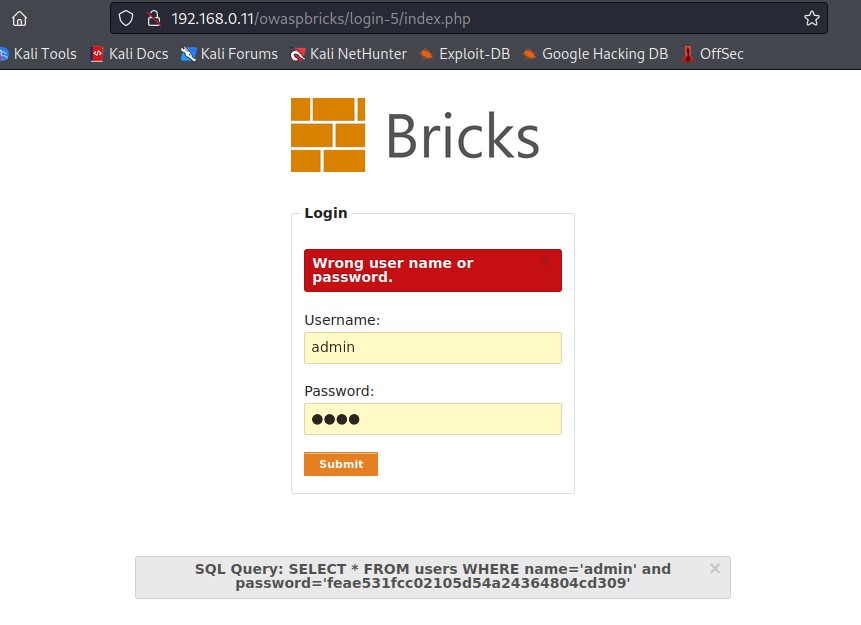 192.168.0.11/owaspbricks/login-5/index.php
Kali Tools Kali Docs Kali Forums Kali NetHunter Exploit-DB Google Hacking DB OffSec
Bricks
Login
Wrong user name or
password.
Username:
admin
Password:
Submit
SQL Query: SELECT * FROM users WHERE name='admin' and
password='feae531fcc02105d54a24364804cd309'